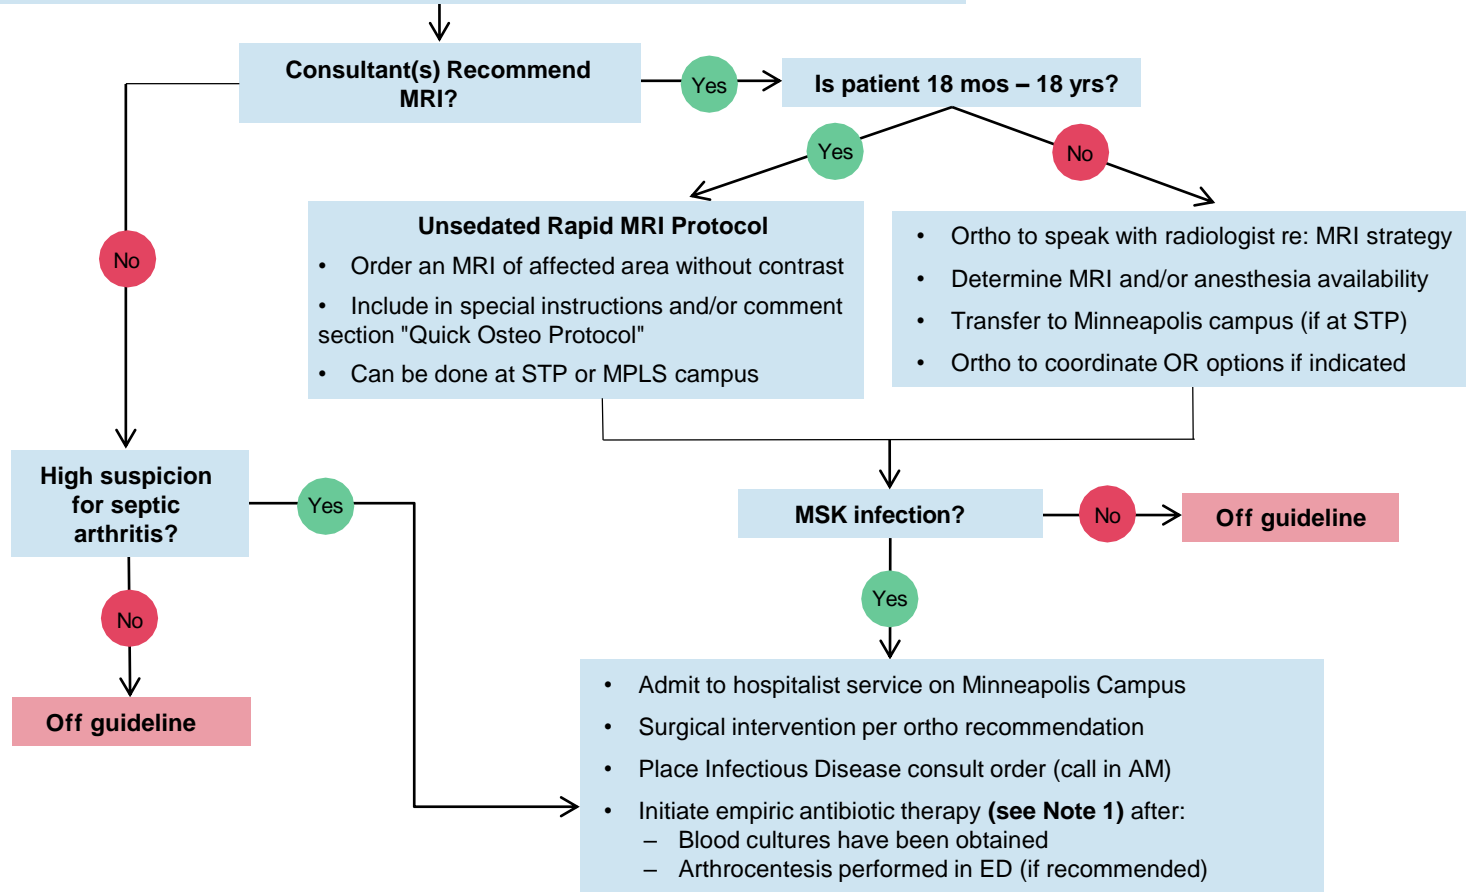 Consultant(s) Recommend
MRI?
Yes
Is patient 18 mos – 18 yrs?
Yes
No
No
Unsedated Rapid MRI Protocol
• Order an MRI of affected area without contrast
• Include in special instructions and/or comment
section "Quick Osteo Protocol"
• Can be done at STP or MPLS campus
• Ortho to speak with radiologist re: MRI strategy
• Determine MRI and/or anesthesia availability
• Transfer to Minneapolis campus (if at STP)
• Ortho to coordinate OR options if indicated
High suspicion
for septic
arthritis?
Yes
MSK infection?
No
Off guideline
No
Yes
Off guideline
• Admit to hospitalist service on Minneapolis Campus
• Surgical intervention per ortho recommendation
• Place Infectious Disease consult order (call in AM)
• Initiate empiric antibiotic therapy (see Note 1) after:
– Blood cultures have been obtained
– Arthrocentesis performed in ED (if recommended)